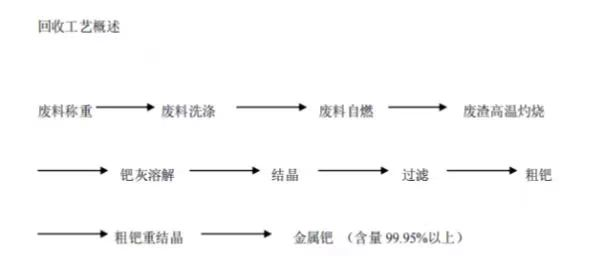 回收工艺概述
废料称重 废料洗涤 废料自燃 废渣高温灼烧
钯灰溶解 结晶 过滤 粗钯
粗钯重结晶 金属钯 （含量 99.95%以上）